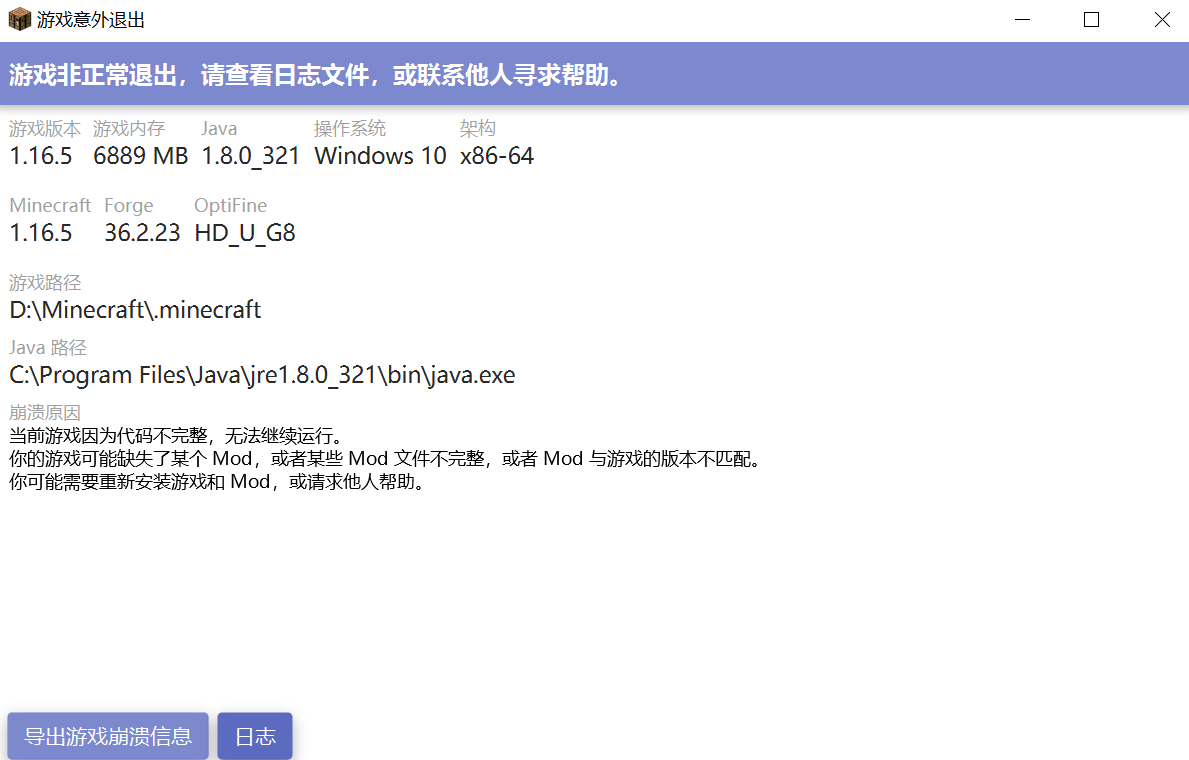 游戏意外退出
游戏非正常退出，请查看日志文件，或联系他人寻求帮助。
游戏版本 游戏内存 Java 操作系统 架构
1.16.5 6889 MB 1.8.0_321 Windows 10 x86-64
Minecraft Forge OptiFine
1.16.5 36.2.23 HD_U_G8
游戏路径
D:\Minecraft\.minecraft
Java 路径
C:\Program Files\Java\jre1.8.0_321\bin\java.exe
崩溃原因
当前游戏因为代码不完整，无法继续运行。
你的游戏可能缺失了某个 Mod，或者某些 Mod 文件不完整，或者 Mod 与游戏的版本不匹配。
你可能需要重新安装游戏和 Mod，或请求他人帮助。
导出游戏崩溃信息 日志